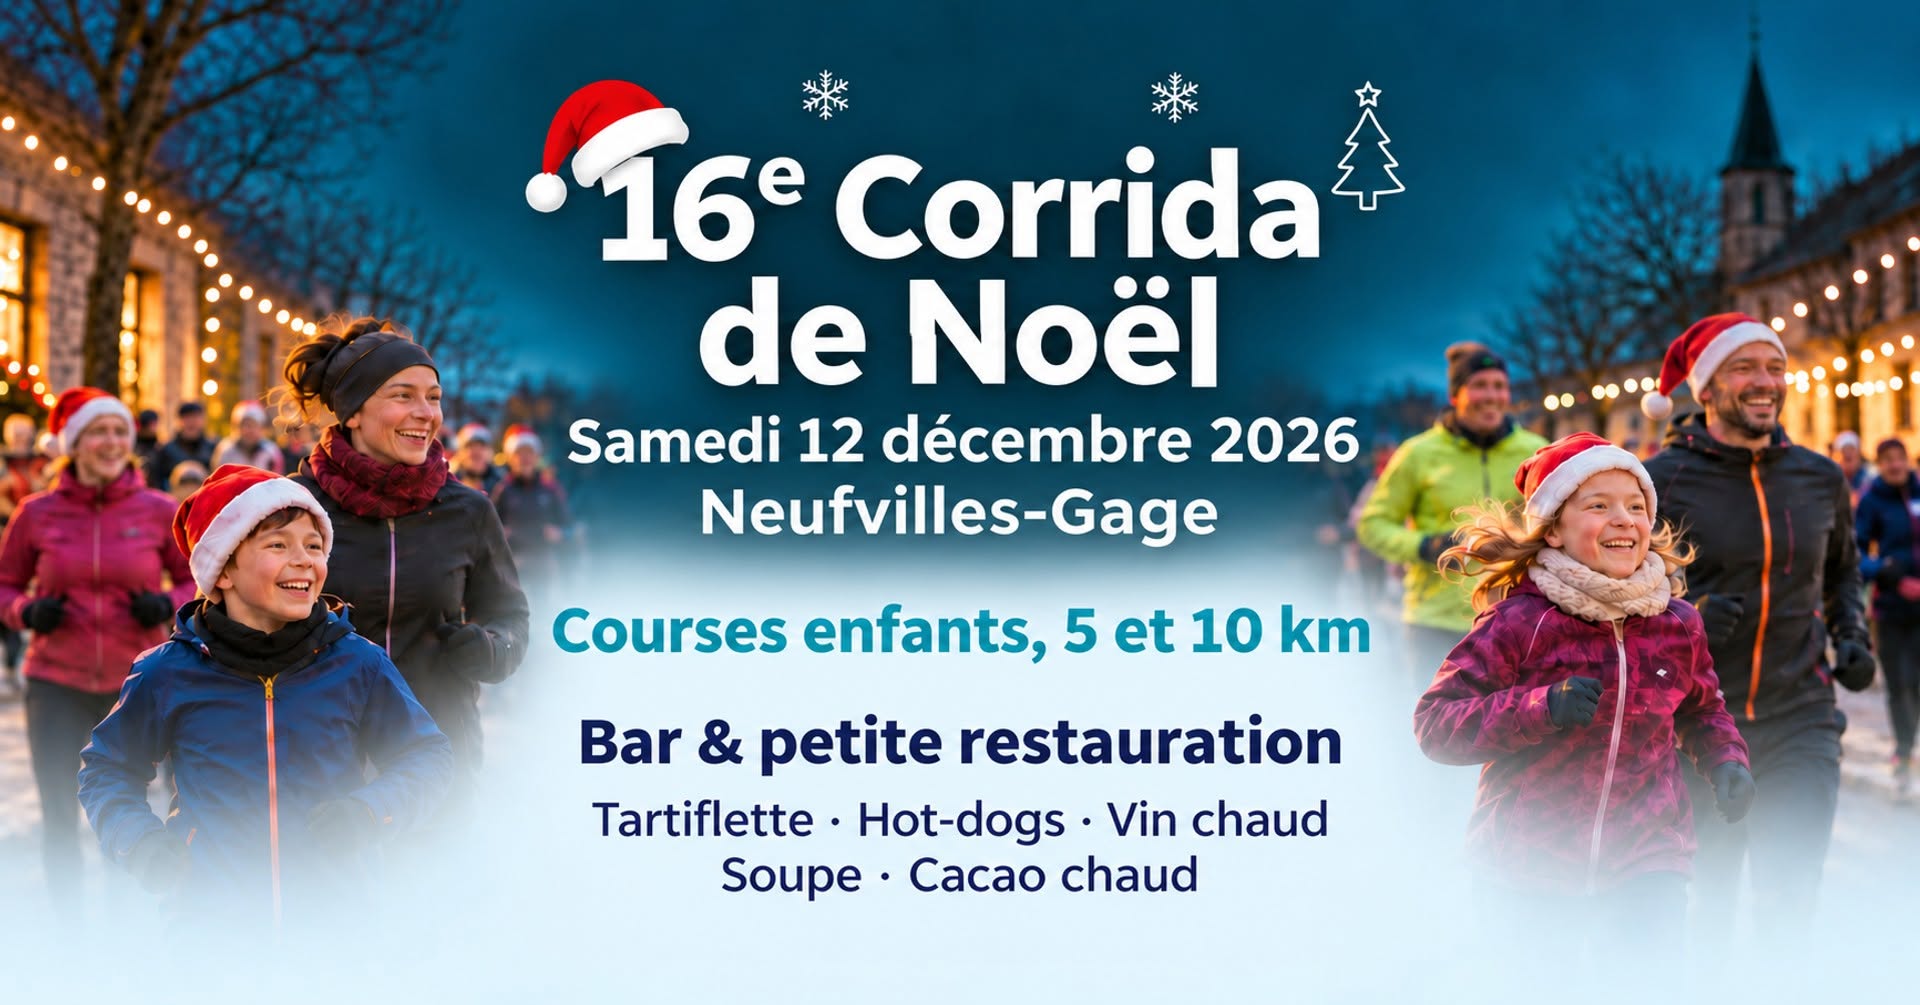 16e Corrida
de Noël
Samedi 12 décembre 2026
Neufvilles-Gage
Courses enfants, 5 et 10 km
Bar & petite restauration
Tartiflette · Hot-dogs · Vin chaud
Soupe · Cacao chaud